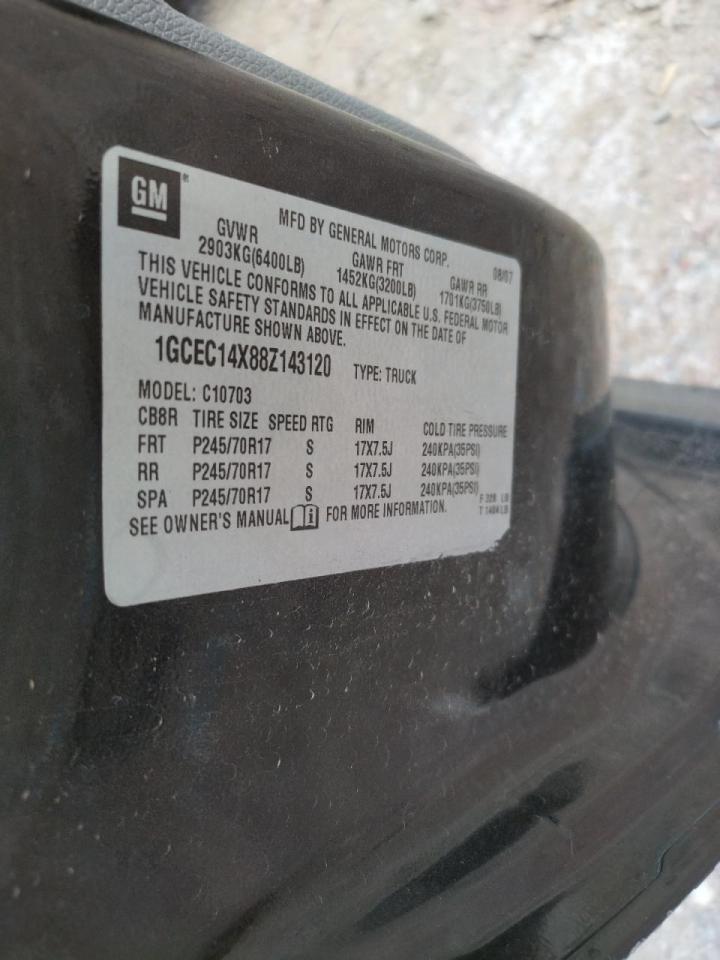 GM®
MFD BY GENERAL MOTORS CORP. 08/07
GVWR GAWR FRT GAWR RR
2903KG(6400LB) 1452KG(3200LB) 1701KG(3750LB)
THIS VEHICLE CONFORMS TO ALL APPLICABLE U.S. FEDERAL MOTOR
VEHICLE SAFETY STANDARDS IN EFFECT ON THE DATE OF
MANUFACTURE SHOWN ABOVE.
1GCEC14X88Z143120 TYPE: TRUCK
MODEL: C10703
CB8R TIRE SIZE SPEED RTG RIM COLD TIRE PRESSURE
FRT P245/70R17 S 17X7.5J 240KPA(35PSI)
RR P245/70R17 S 17X7.5J 240KPA(35PSI)
SPA P245/70R17 S 17X7.5J 240KPA(35PSI)
F 328 LB
T 1484 LB
SEE OWNER'S MANUAL i FOR MORE INFORMATION.